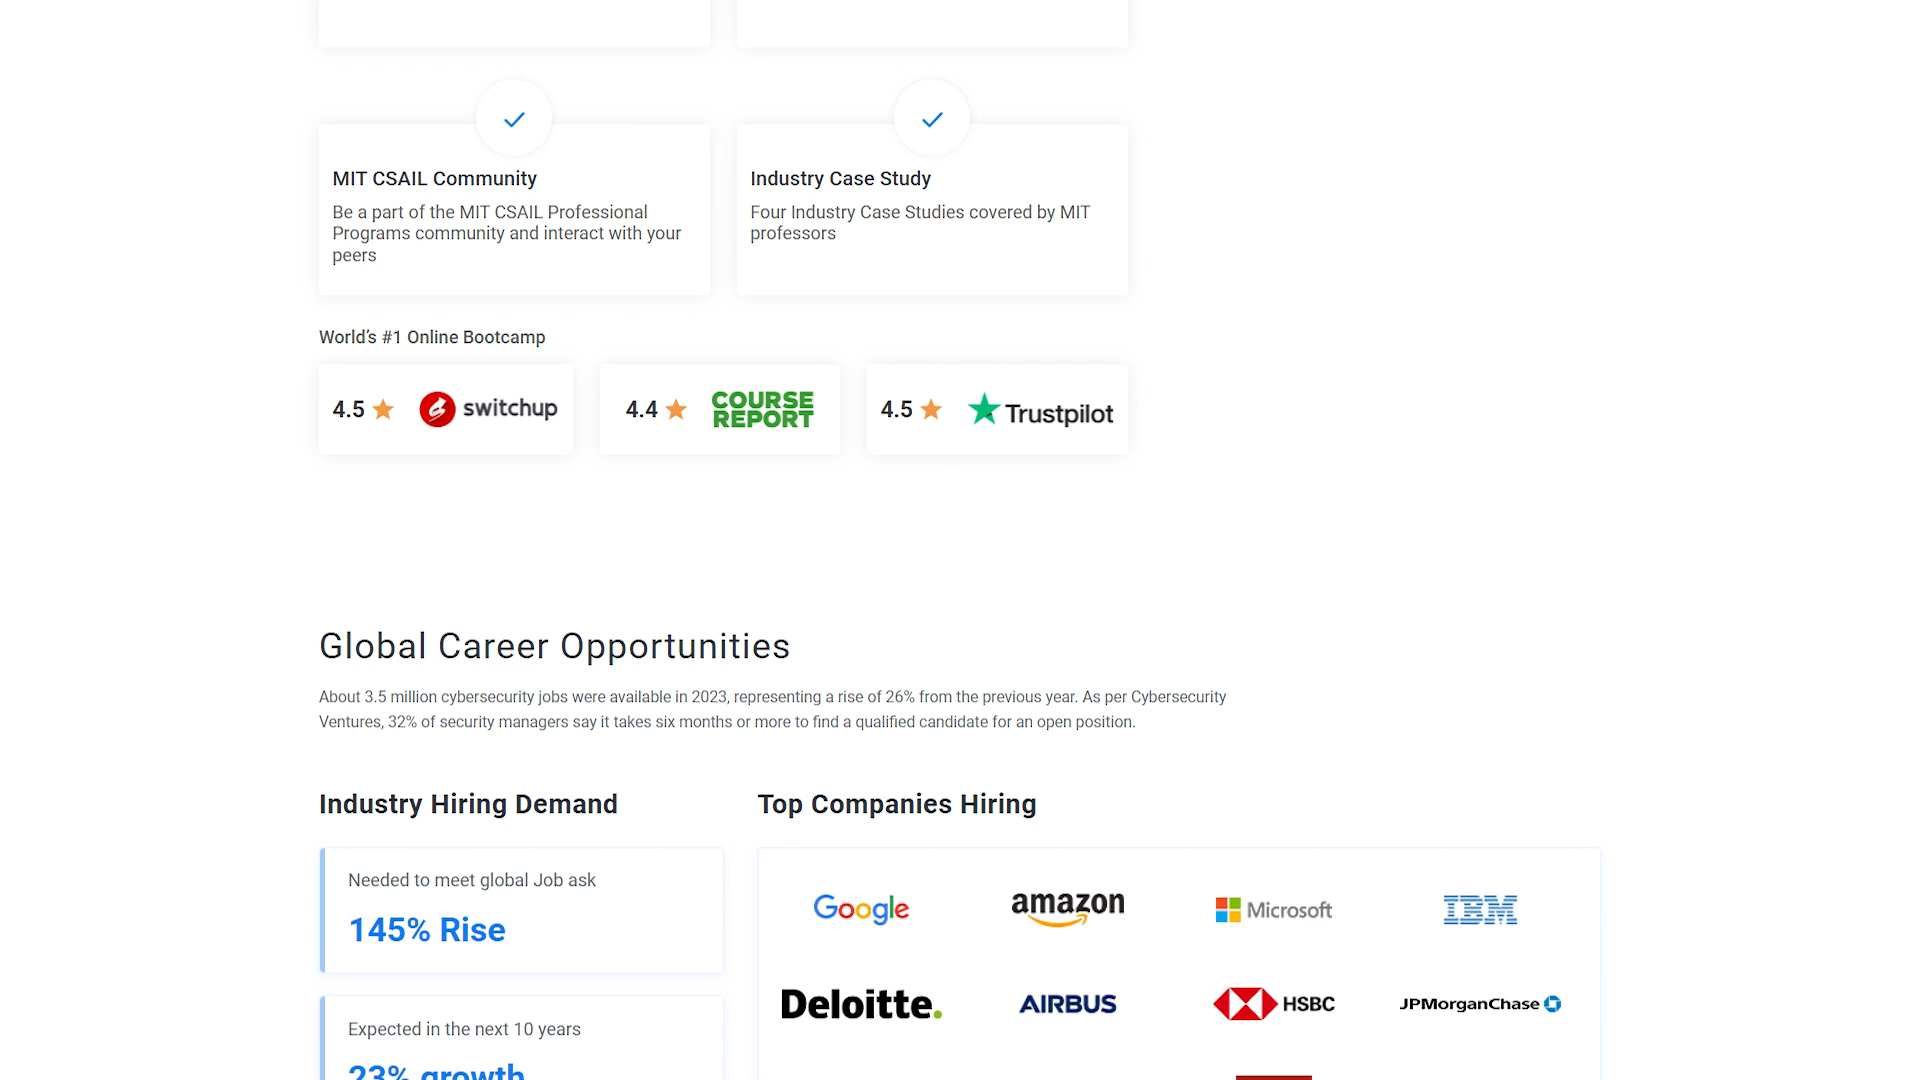 MIT CSAIL Community
Be a part of the MIT CSAIL Professional
Programs community and interact with your
peers
Industry Case Study
Four Industry Case Studies covered by MIT
professors
World's #1 Online Bootcamp
4.5 switchup
4.4 COURSE
REPORT
4.5 Trustpilot
Global Career Opportunities
About 3.5 million cybersecurity jobs were available in 2023, representing a rise of 26% from the previous year. As per Cybersecurity
Ventures, 32% of security managers say it takes six months or more to find a qualified candidate for an open position.
Industry Hiring Demand
Needed to meet global Job ask
145% Rise
Expected in the next 10 years
23% growth
Top Companies Hiring
Google amazon Microsoft IBM
Deloitte. AIRBUS HSBC JPMorganChase